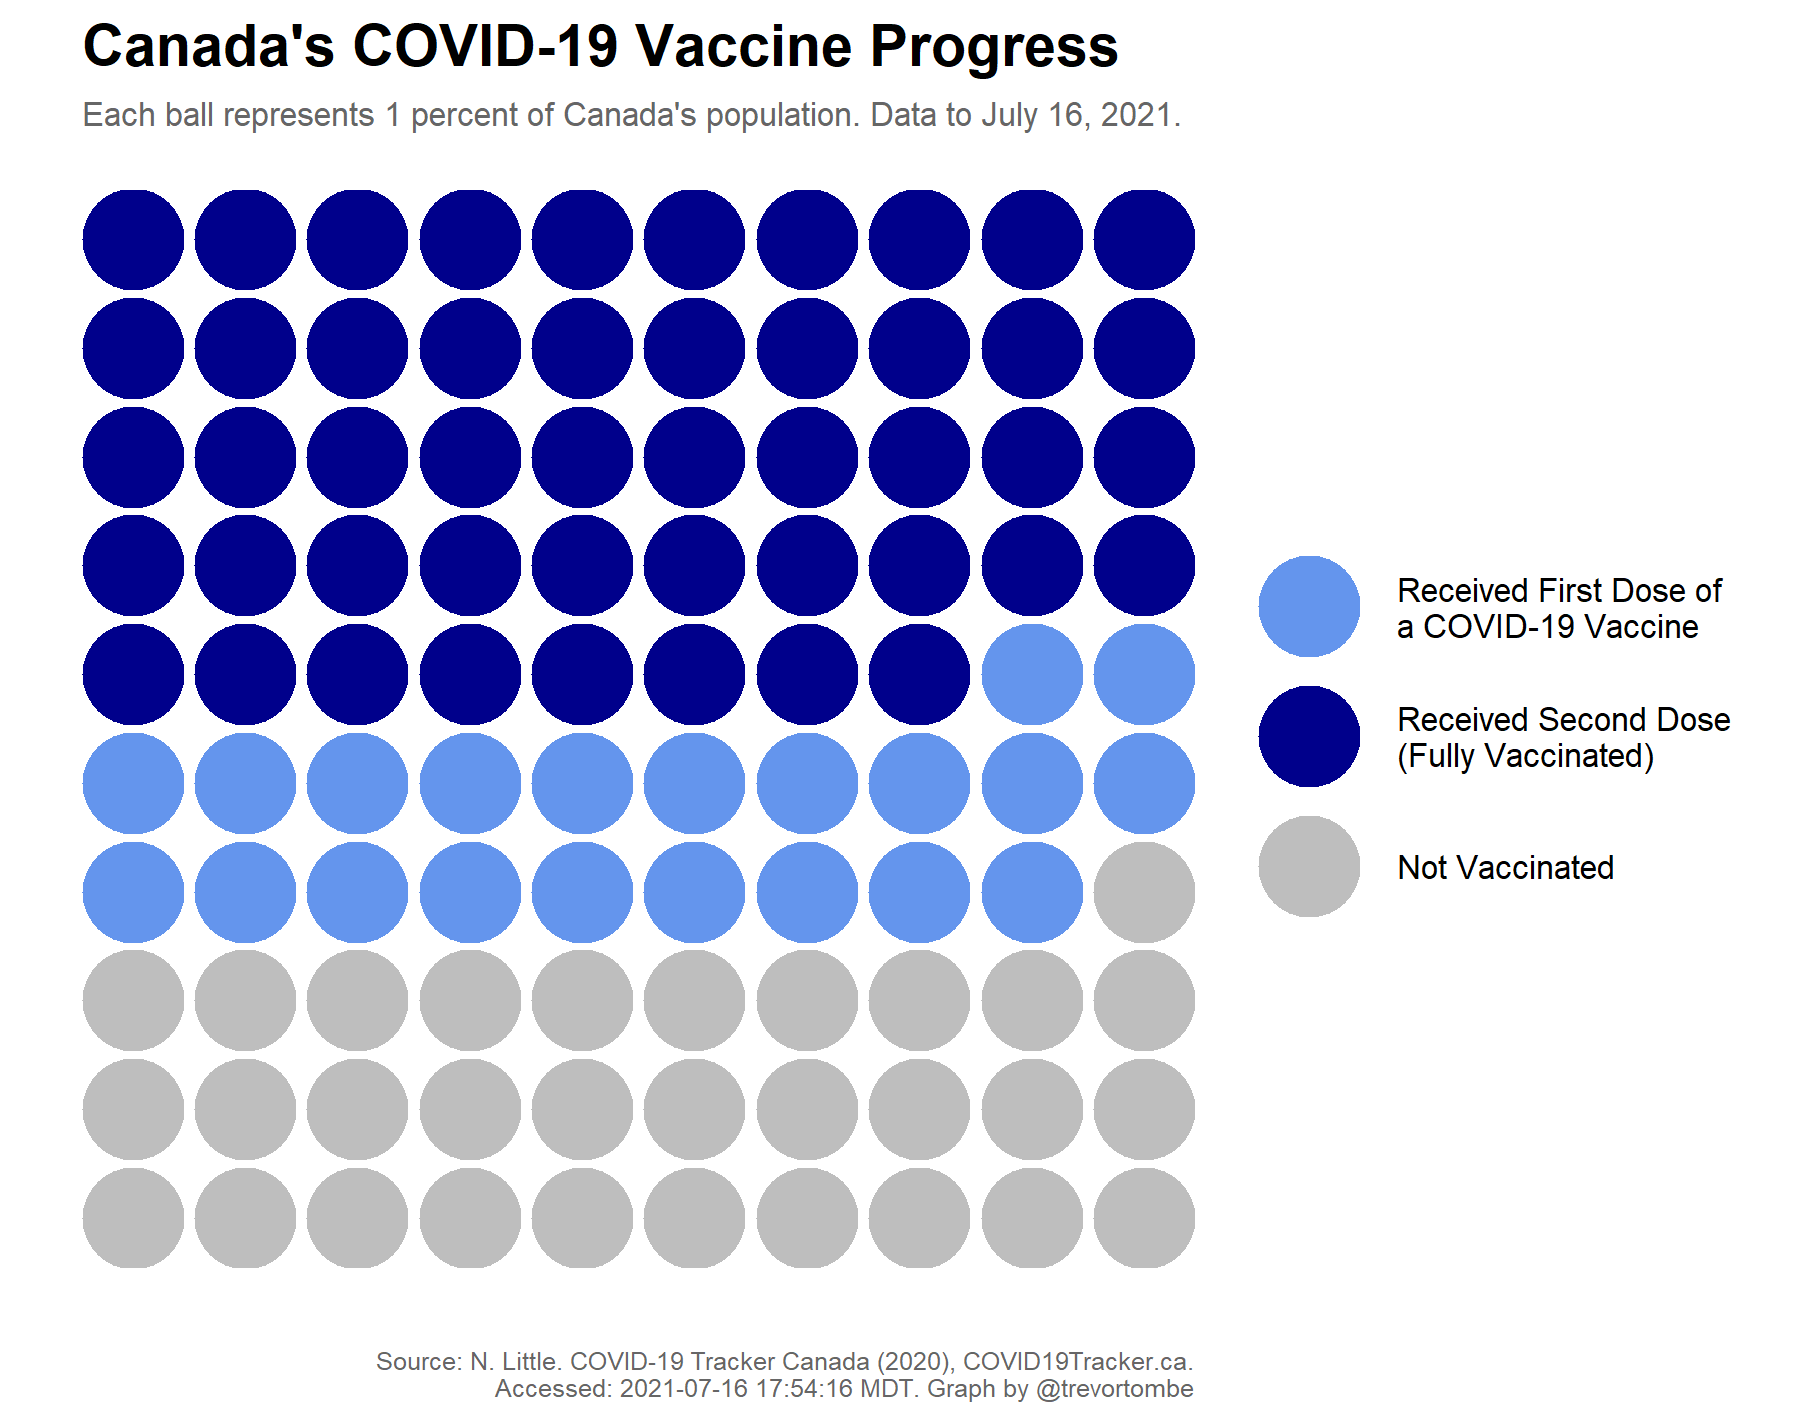 Canada's COVID-19 Vaccine Progress
Each ball represents 1 percent of Canada's population. Data to July 16, 2021.
Received First Dose of
a COVID-19 Vaccine
Received Second Dose
(Fully Vaccinated)
Not Vaccinated
Source: N. Little. COVID-19 Tracker Canada (2020), COVID19Tracker.ca.
Accessed: 2021-07-16 17:54:16 MDT. Graph by @trevortombe